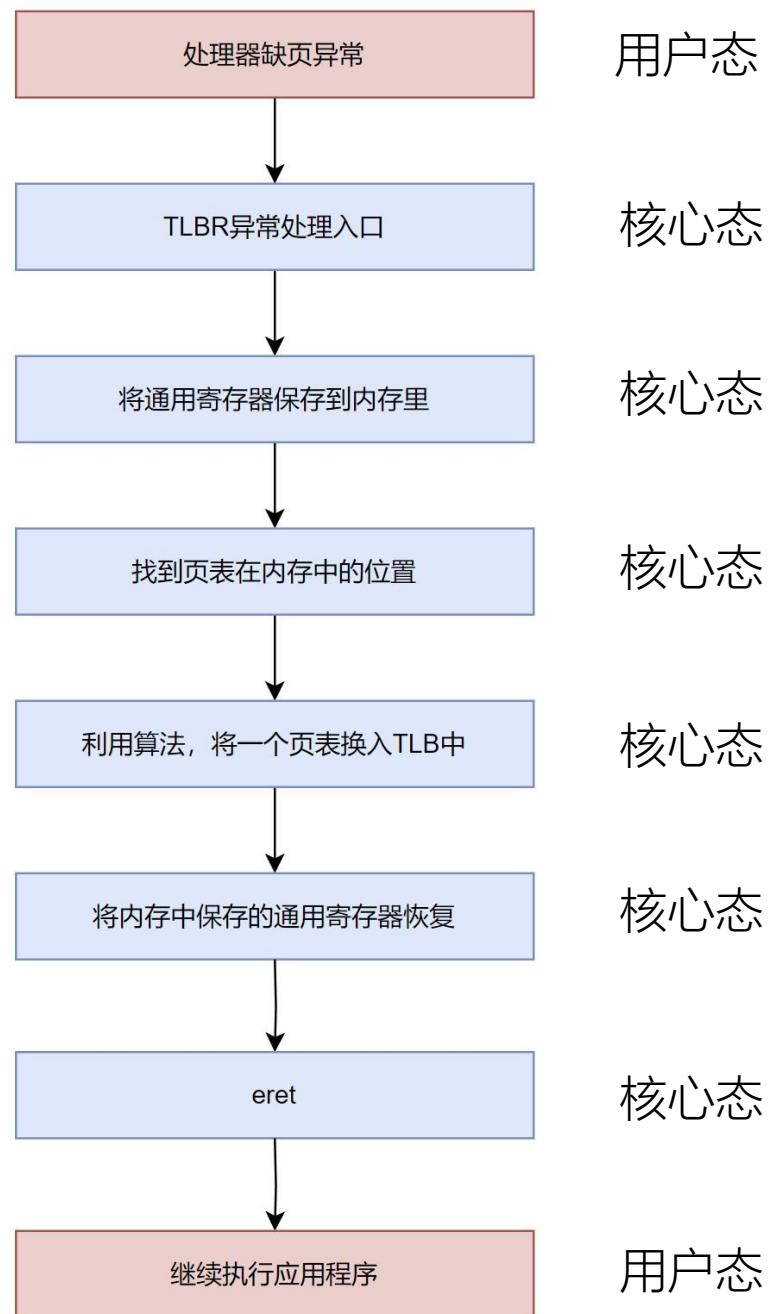 处理器缺页异常
用户态
TLBR异常处理入口
核心态
将通用寄存器保存到内存里
核心态
找到页表在内存中的位置
核心态
利用算法，将一个页表换入TLB中
核心态
将内存中保存的通用寄存器恢复
核心态
eret
核心态
继续执行应用程序
用户态